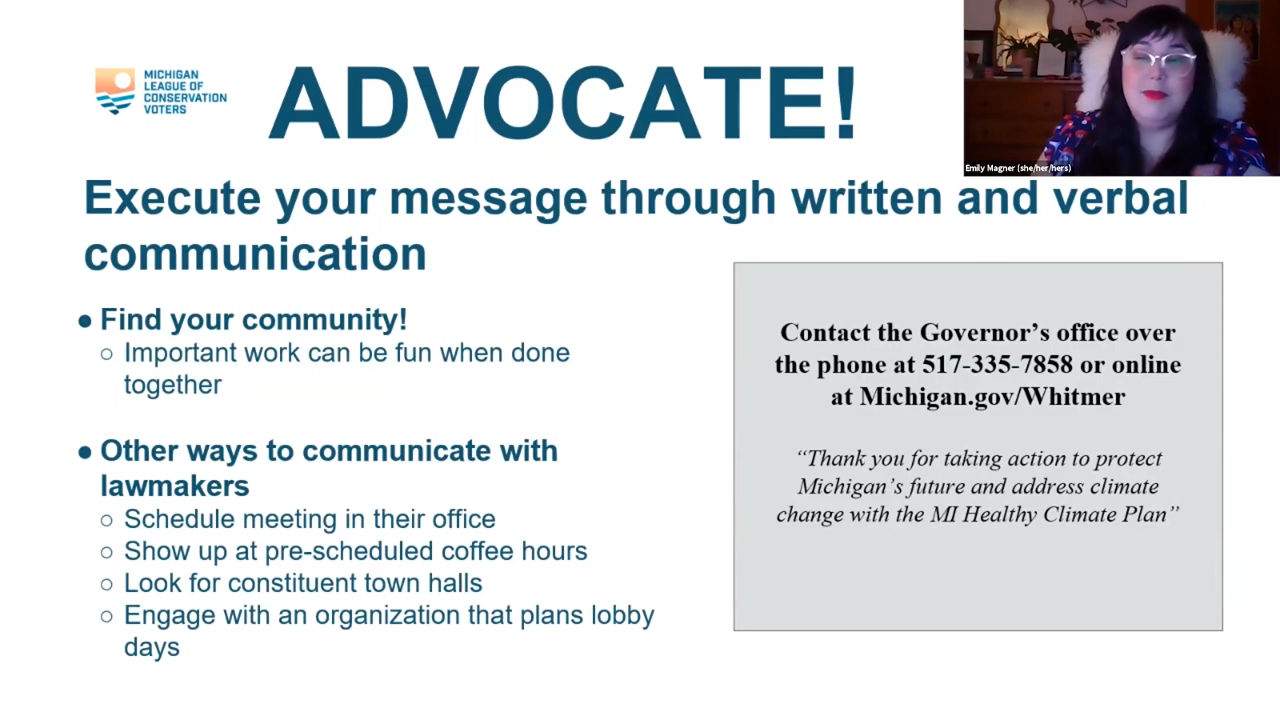 MICHIGAN
LEAGUE OF
CONSERVATION
VOTERS
ADVOCATE!
Emily Magner (she/her/hers)
Execute your message through written and verbal
communication
● Find your community!
○ Important work can be fun when done
together
● Other ways to communicate with
lawmakers
○ Schedule meeting in their office
○ Show up at pre-scheduled coffee hours
○ Look for constituent town halls
○ Engage with an organization that plans lobby
days
Contact the Governor’s office over
the phone at 517-335-7858 or online
at Michigan.gov/Whitmer
“Thank you for taking action to protect
Michigan’s future and address climate
change with the MI Healthy Climate Plan”